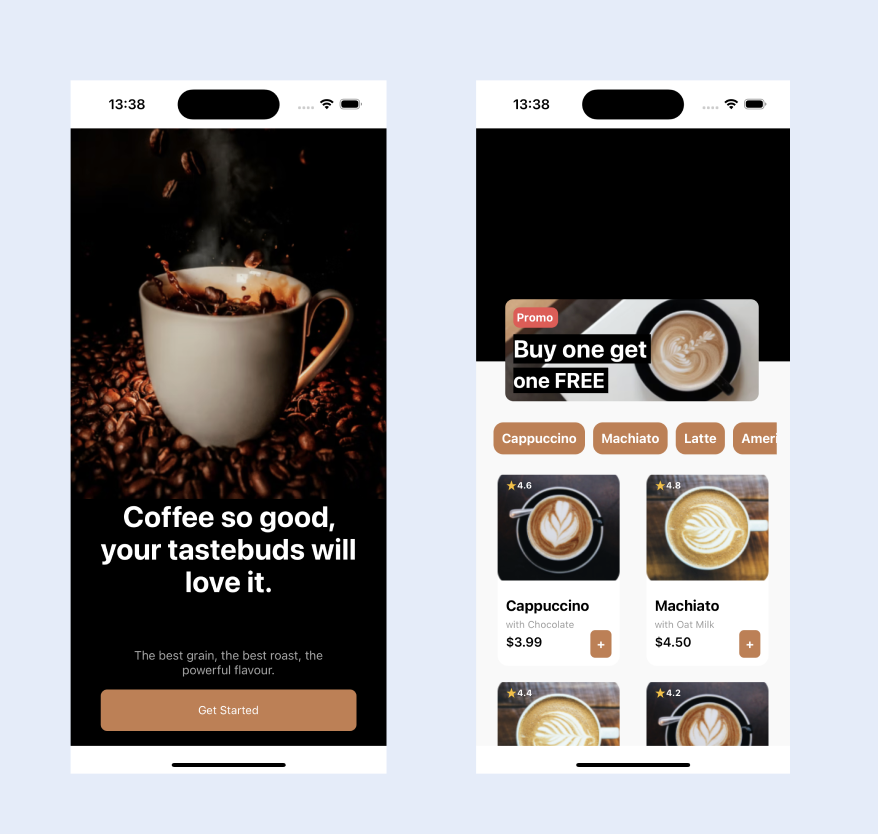 13:38
Coffee so good,
your tastebuds will
love it.
The best grain, the best roast, the
powerful flavour.
Get Started
13:38
Promo
Buy one get
one FREE
Cappuccino Machiato Latte Ameri
4.6
Cappuccino
with Chocolate
$3.99
+
4.8
Machiato
with Oat Milk
$4.50
+
4.4
4.2